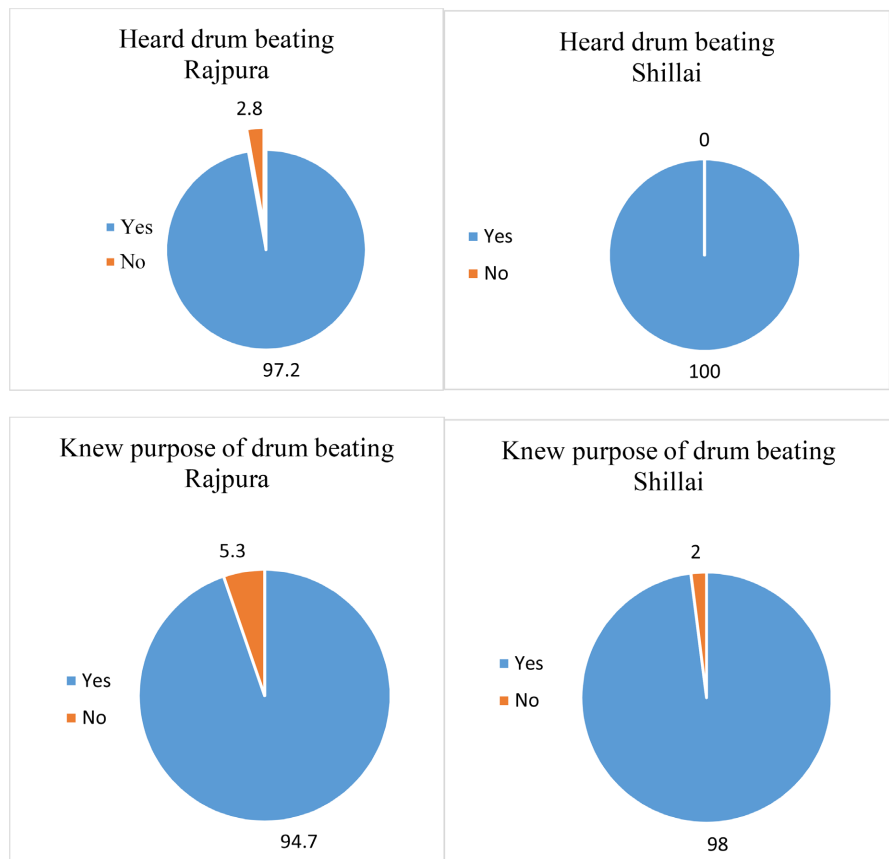 Heard drum beating
Rajpura
2.8
Yes
No
97.2
Heard drum beating
Shillai
0
Yes
No
100
Knew purpose of drum beating
Rajpura
5.3
Yes
No
94.7
Knew purpose of drum beating
Shillai
2
Yes
No
98